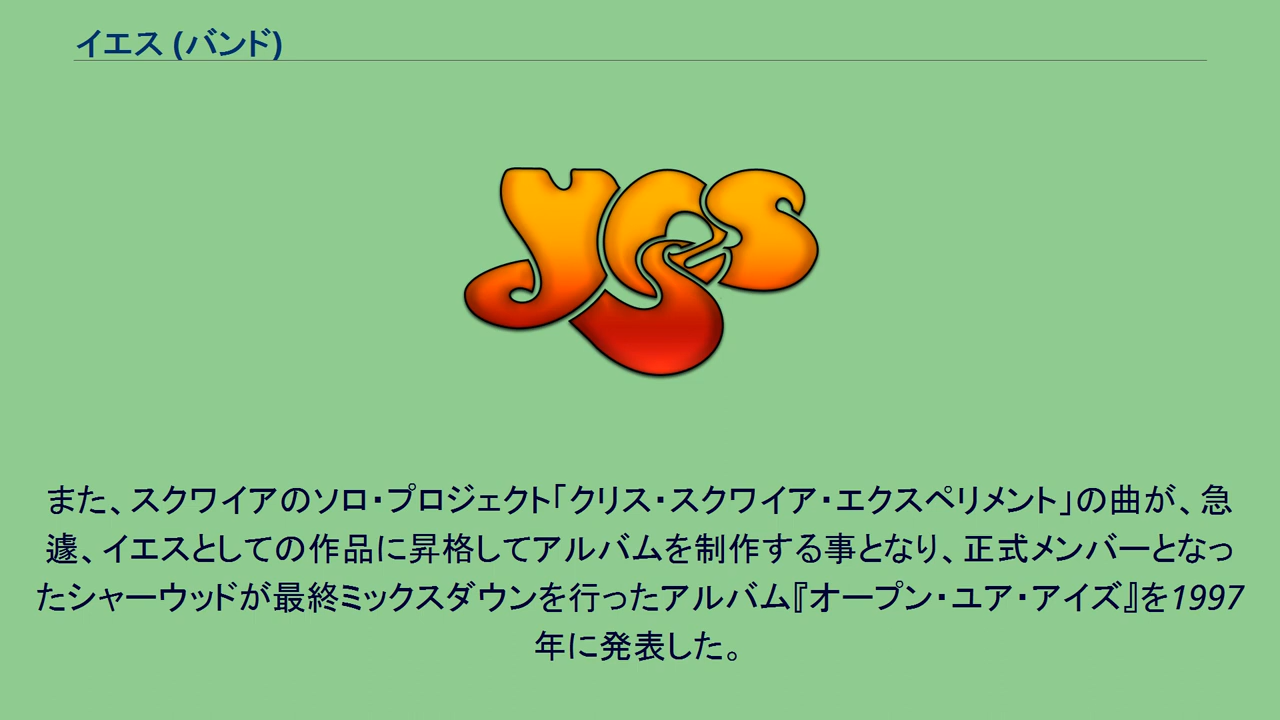 イエス (バンド)
yes
また、スクワイアのソロ・プロジェクト「クリス・スクワイア・エクスペリメント」の曲が、急
遽、イエスとしての作品に昇格してアルバムを制作する事となり、正式メンバーとなっ
たシャーウッドが最終ミックスダウンを行ったアルバム『オープン・ユア・アイズ』を1997
年に発表した。